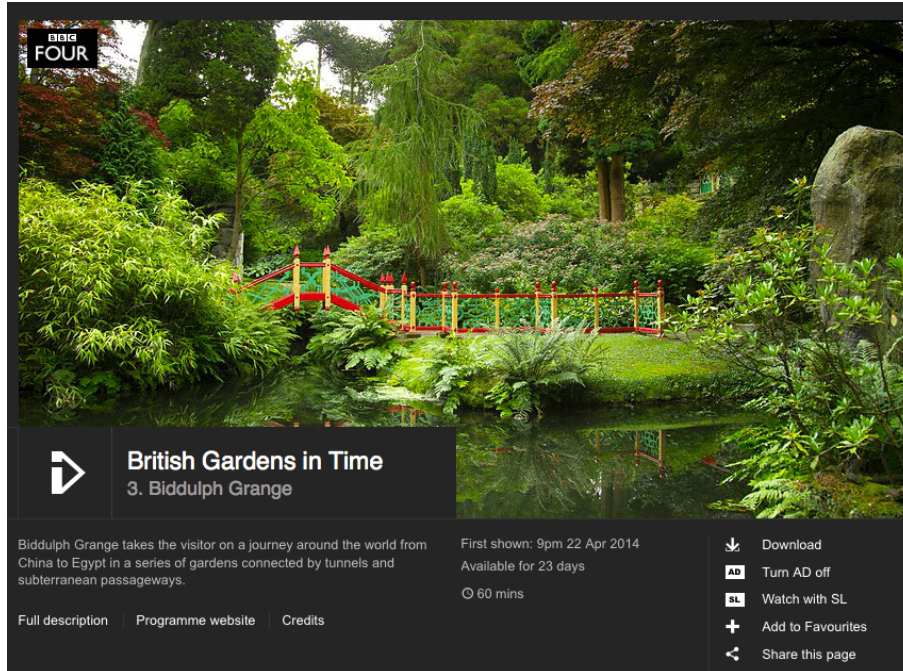 BBC
FOUR
British Gardens in Time
3. Biddulph Grange
Biddulph Grange takes the visitor on a journey around the world from
China to Egypt in a series of gardens connected by tunnels and
subterranean passageways.
Full description
Programme website
Credits
First shown: 9pm 22 Apr 2014
Available for 23 days
60 mins
Download
AD Turn AD off
SL Watch with SL
Add to Favourites
Share this page